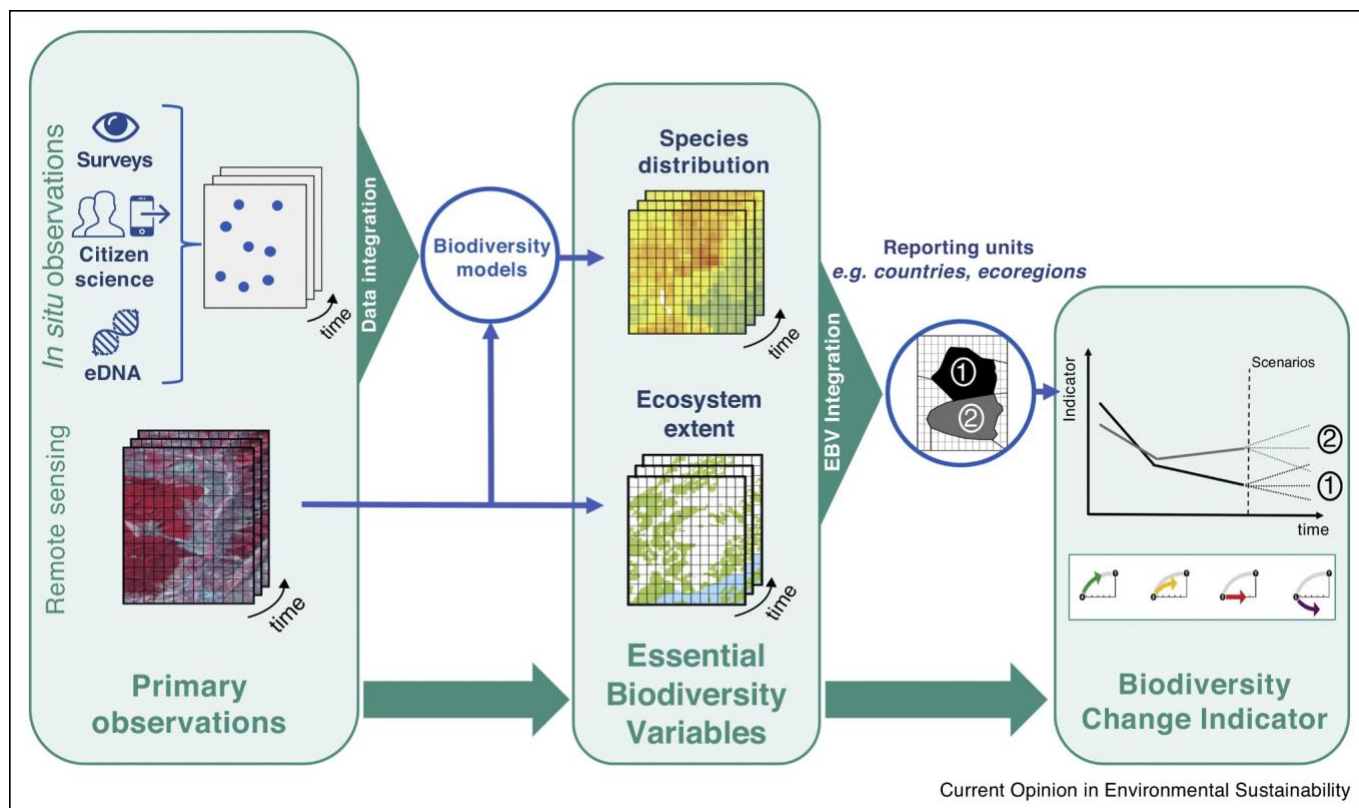 In situ observations
Surveys
Citizen
science
eDNA
time
Remote sensing
time
Primary
observations
Data integration
Biodiversity
models
Species
distribution
time
Ecosystem
extent
time
Essential
Biodiversity
Variables
EBV Integration
Reporting units
e.g. countries, ecoregions
①
②
Indicator
Scenarios
②
①
time
Biodiversity
Change Indicator
Current Opinion in Environmental Sustainability